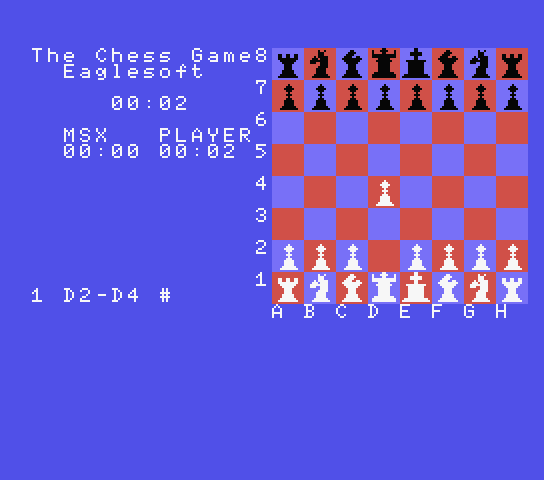 The Chess Game
Eaglesoft
00:02
MSX PLAYER
00:00 00:02
1 D2-D4 #
8
7
6
5
4
3
2
1
A B C D E F G H